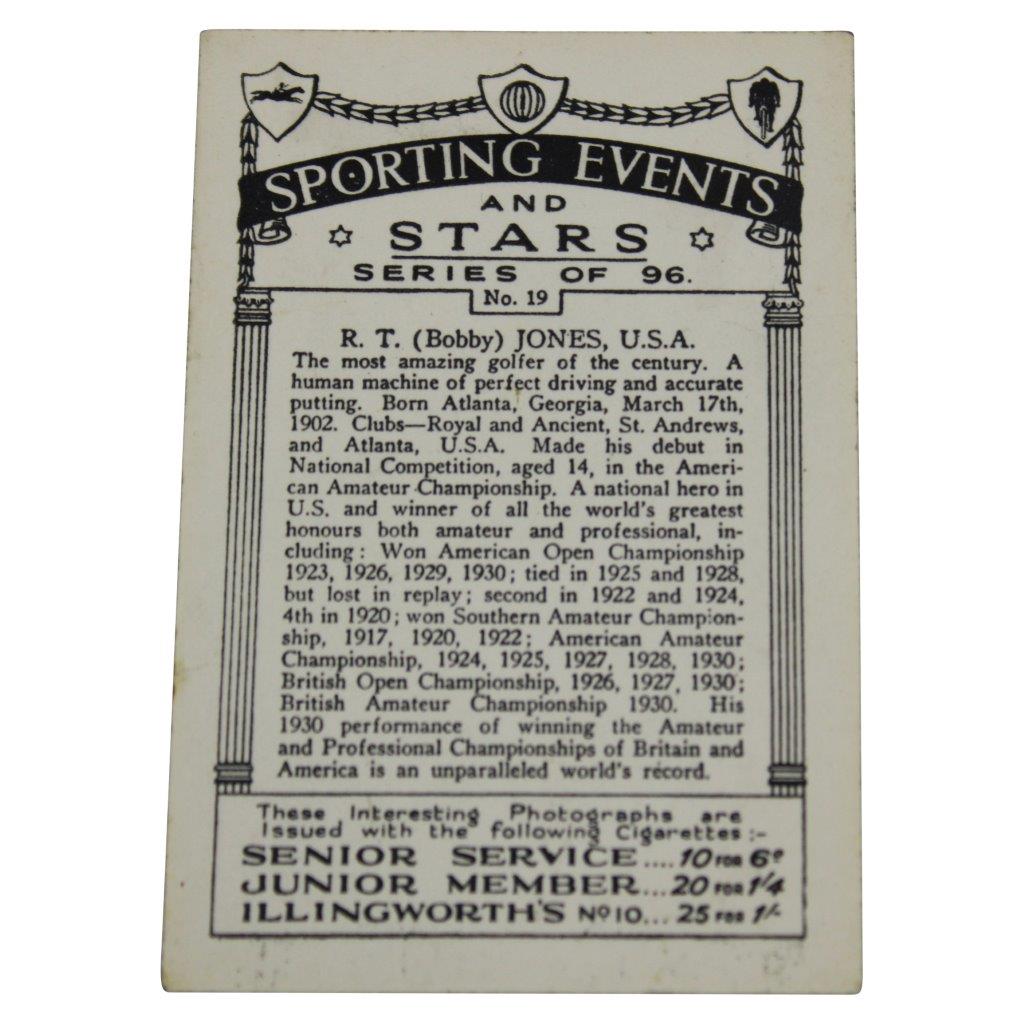 SPORTING EVENTS
AND
STARS
SERIES OF 96.
No. 19
R. T. (Bobby) JONES, U.S.A.
The most amazing golfer of the century. A
human machine of perfect driving and accurate
putting. Born Atlanta, Georgia, March 17th,
1902. Clubs—Royal and Ancient, St. Andrews,
and Atlanta, U.S.A. Made his debut in
National Competition, aged 14, in the Ameri-
can Amateur Championship. A national hero in
U.S. and winner of all the world's greatest
honours both amateur and professional, in-
cluding: Won American Open Championship
1923, 1926, 1929, 1930; tied in 1925 and 1928,
but lost in replay; second in 1922 and 1924,
4th in 1920; won Southern Amateur Champion-
ship, 1917, 1920, 1922; American Amateur
Championship, 1924, 1925, 1927, 1928, 1930;
British Open Championship, 1926, 1927, 1930;
British Amateur Championship 1930. His
1930 performance of winning the Amateur
and Professional Championships of Britain and
America is an unparalleled world's record.
These Interesting Photographs are
Issued with the following Cigarettes:-
SENIOR SERVICE....10 FOR 6D
JUNIOR MEMBER...20 FOR 1/4
ILLINGWORTH'S No 10... 25 FOR 1/-